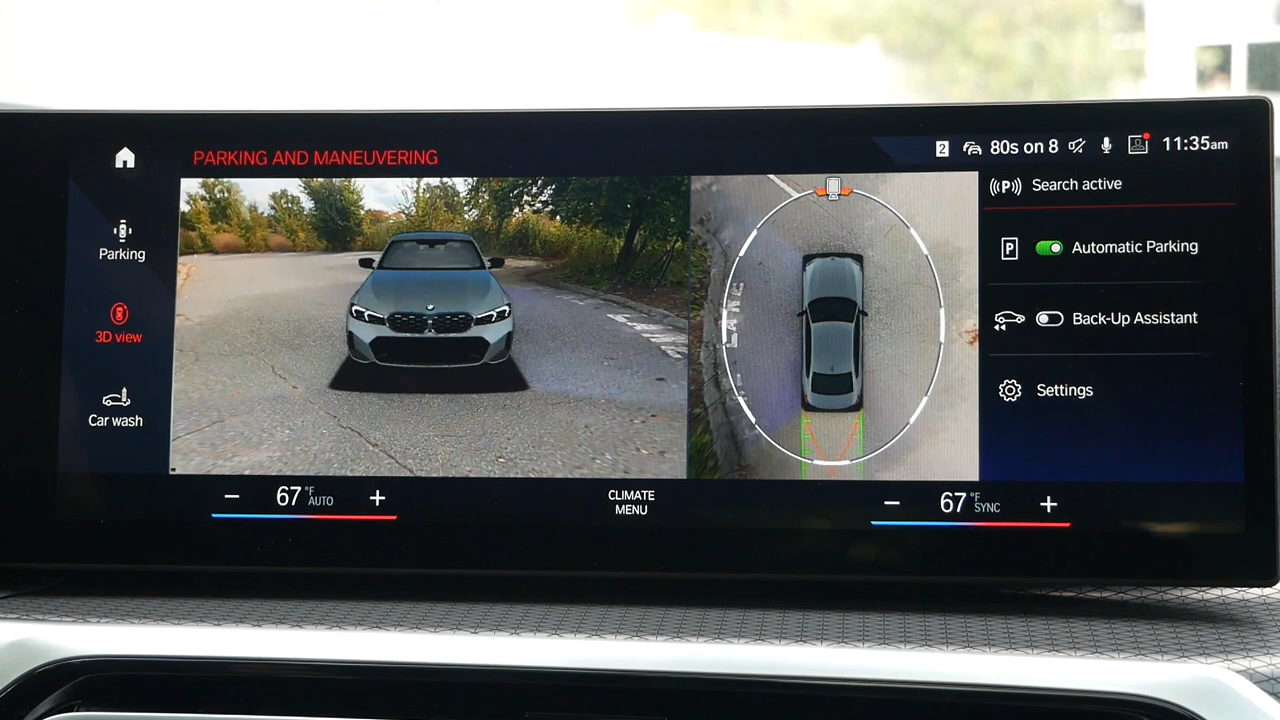 PARKING AND MANEUVERING
2
80s on 8
11:35am
Parking
3D view
Car wash
LANE
((P)) Search active
P Automatic Parking
Back-Up Assistant
Settings
67 °F AUTO
CLIMATE
MENU
67 °F SYNC